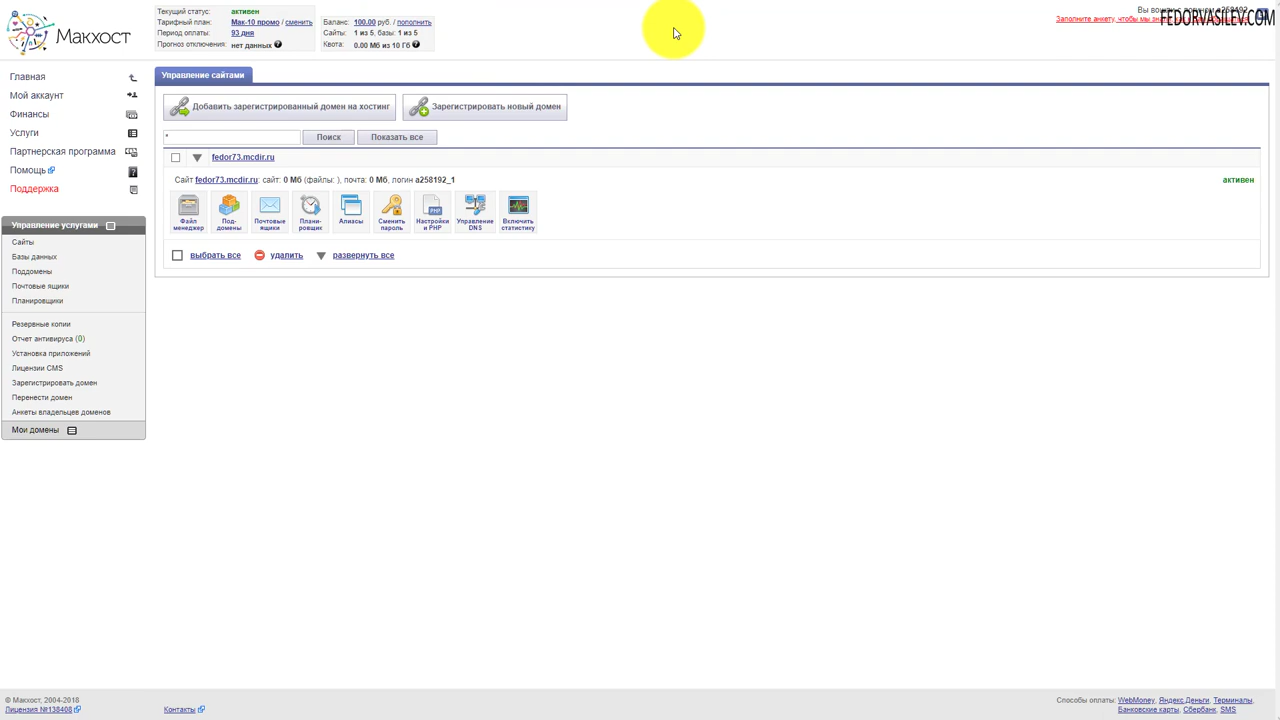 Макхост
Текущий статус: активен
Тарифный план: Мак-10 промо / сменить
Период оплаты: 93 дня
Прогноз отключения: нет данных ?
Баланс: 100.00 руб. / пополнить
Сайты: 1 из 5, базы: 1 из 5
Квота: 0.00 Мб из 10 Гб ?
Вы вошли
FEDORVASILEV.COM
Заполните анкету, чтобы мы
Главная
Мой аккаунт
Финансы
Услуги
Партнерская программа
Помощь
Поддержка
Управление услугами
Сайты
Базы данных
Поддомены
Почтовые ящики
Планировщики
Резервные копии
Отчет антивируса (0)
Установка приложений
Лицензии CMS
Зарегистрировать домен
Перенести домен
Анкеты владельцев доменов
Мои домены
Управление сайтами
Добавить зарегистрированный домен на хостинг
Зарегистрировать новый домен
* Поиск Показать все
fedor73.mcdir.ru
Сайт fedor73.mcdir.ru: сайт: 0 Мб (файлы: ), почта: 0 Мб, логин a258192_1
активен
Файл менеджер
Под-домены
Почтовые ящики
Плани-ровщик
Алиасы
Сменить пароль
Настройки и PHP
Управление DNS
Включить статистику
выбрать все удалить развернуть все
© Макхост, 2004-2018
Лицензия №138408
Контакты
Способы оплаты: WebMoney, Яндекс.Деньги, Терминалы,
Банковские карты, Сбербанк, SMS